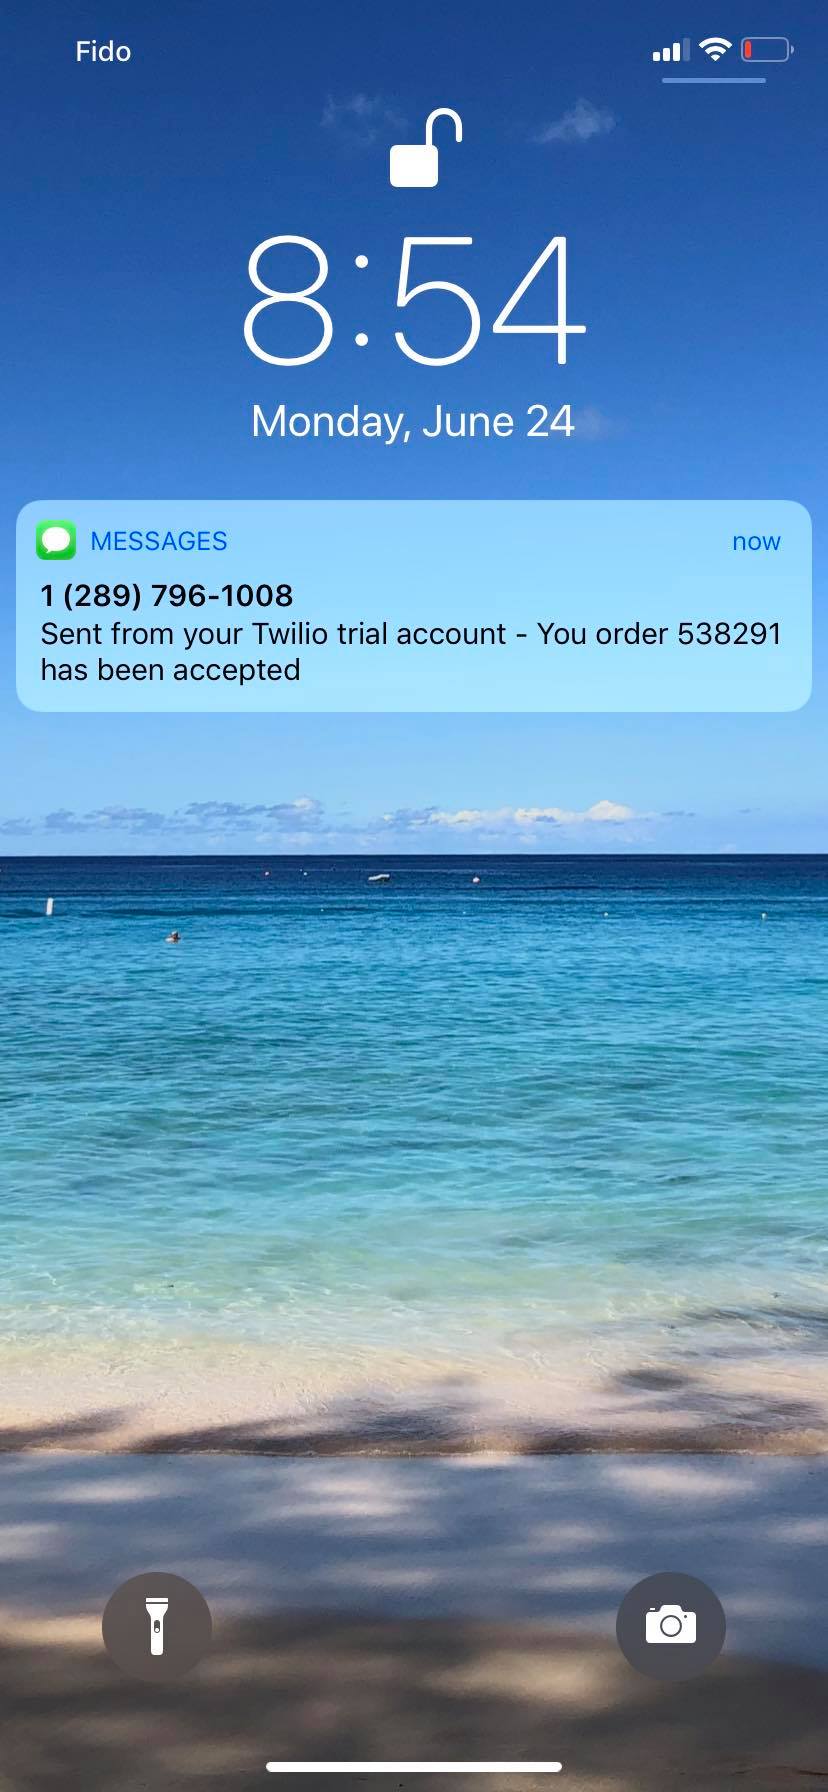 Fido
8:54
Monday, June 24
MESSAGES now
1 (289) 796-1008
Sent from your Twilio trial account - You order 538291
has been accepted